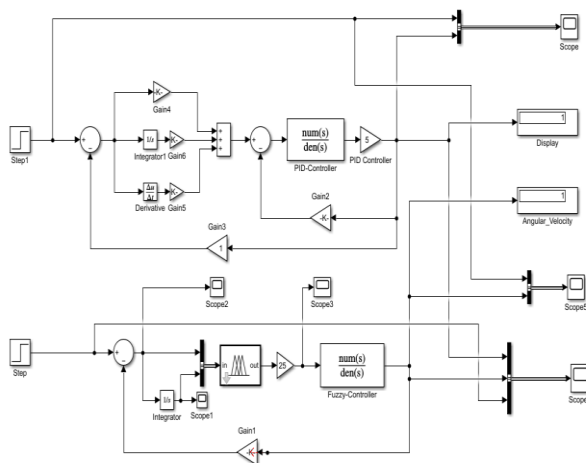 Scope
-K-
Gain4
1/s
Integrator1
K-
Gain6
Δu
Δt
Derivative
K-
Gain5
Step1
+
−
+
+
+
+
−
num(s)
den(s)
PID-Controller
5
PID Controller
1
Display
1
Angular_Velocity
-K-
Gain2
Gain3
1
Scope2
Scope3
Scope5
Step
+
−
in
out
25
num(s)
den(s)
Fuzzy-Controller
1/s
Integrator
Scope1
Scope
Gain1
-K-